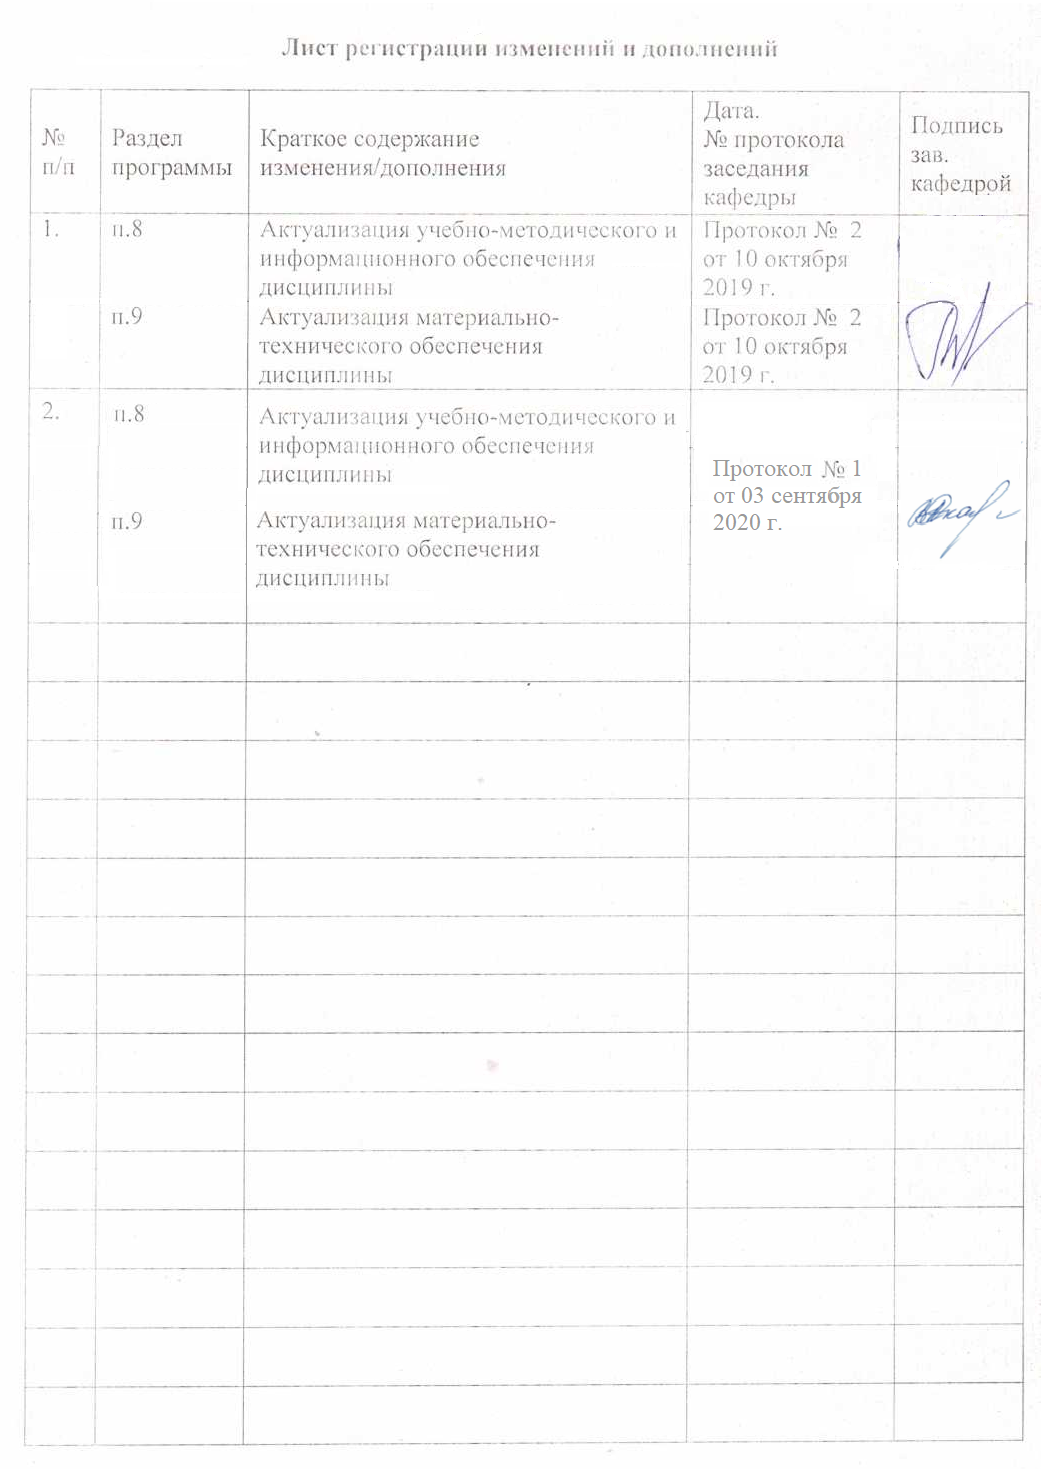 Лист регистрации изменений и дополнений
№
п/п
Раздел
программы
Краткое содержание
изменения/дополнения
Дата.
№ протокола
заседания
кафедры
Подпись
зав.
кафедрой
1.
п.8
Актуализация учебно-методического и
информационного обеспечения
дисциплины
Протокол № 2
от 10 октября
2019 г.
п.9
Актуализация материально-
технического обеспечения
дисциплины
Протокол № 2
от 10 октября
2019 г.
2.
п.8
Актуализация учебно-методического и
информационного обеспечения
дисциплины
Протокол № 1
от 03 сентября
2020 г.
п.9
Актуализация материально-
технического обеспечения
дисциплины